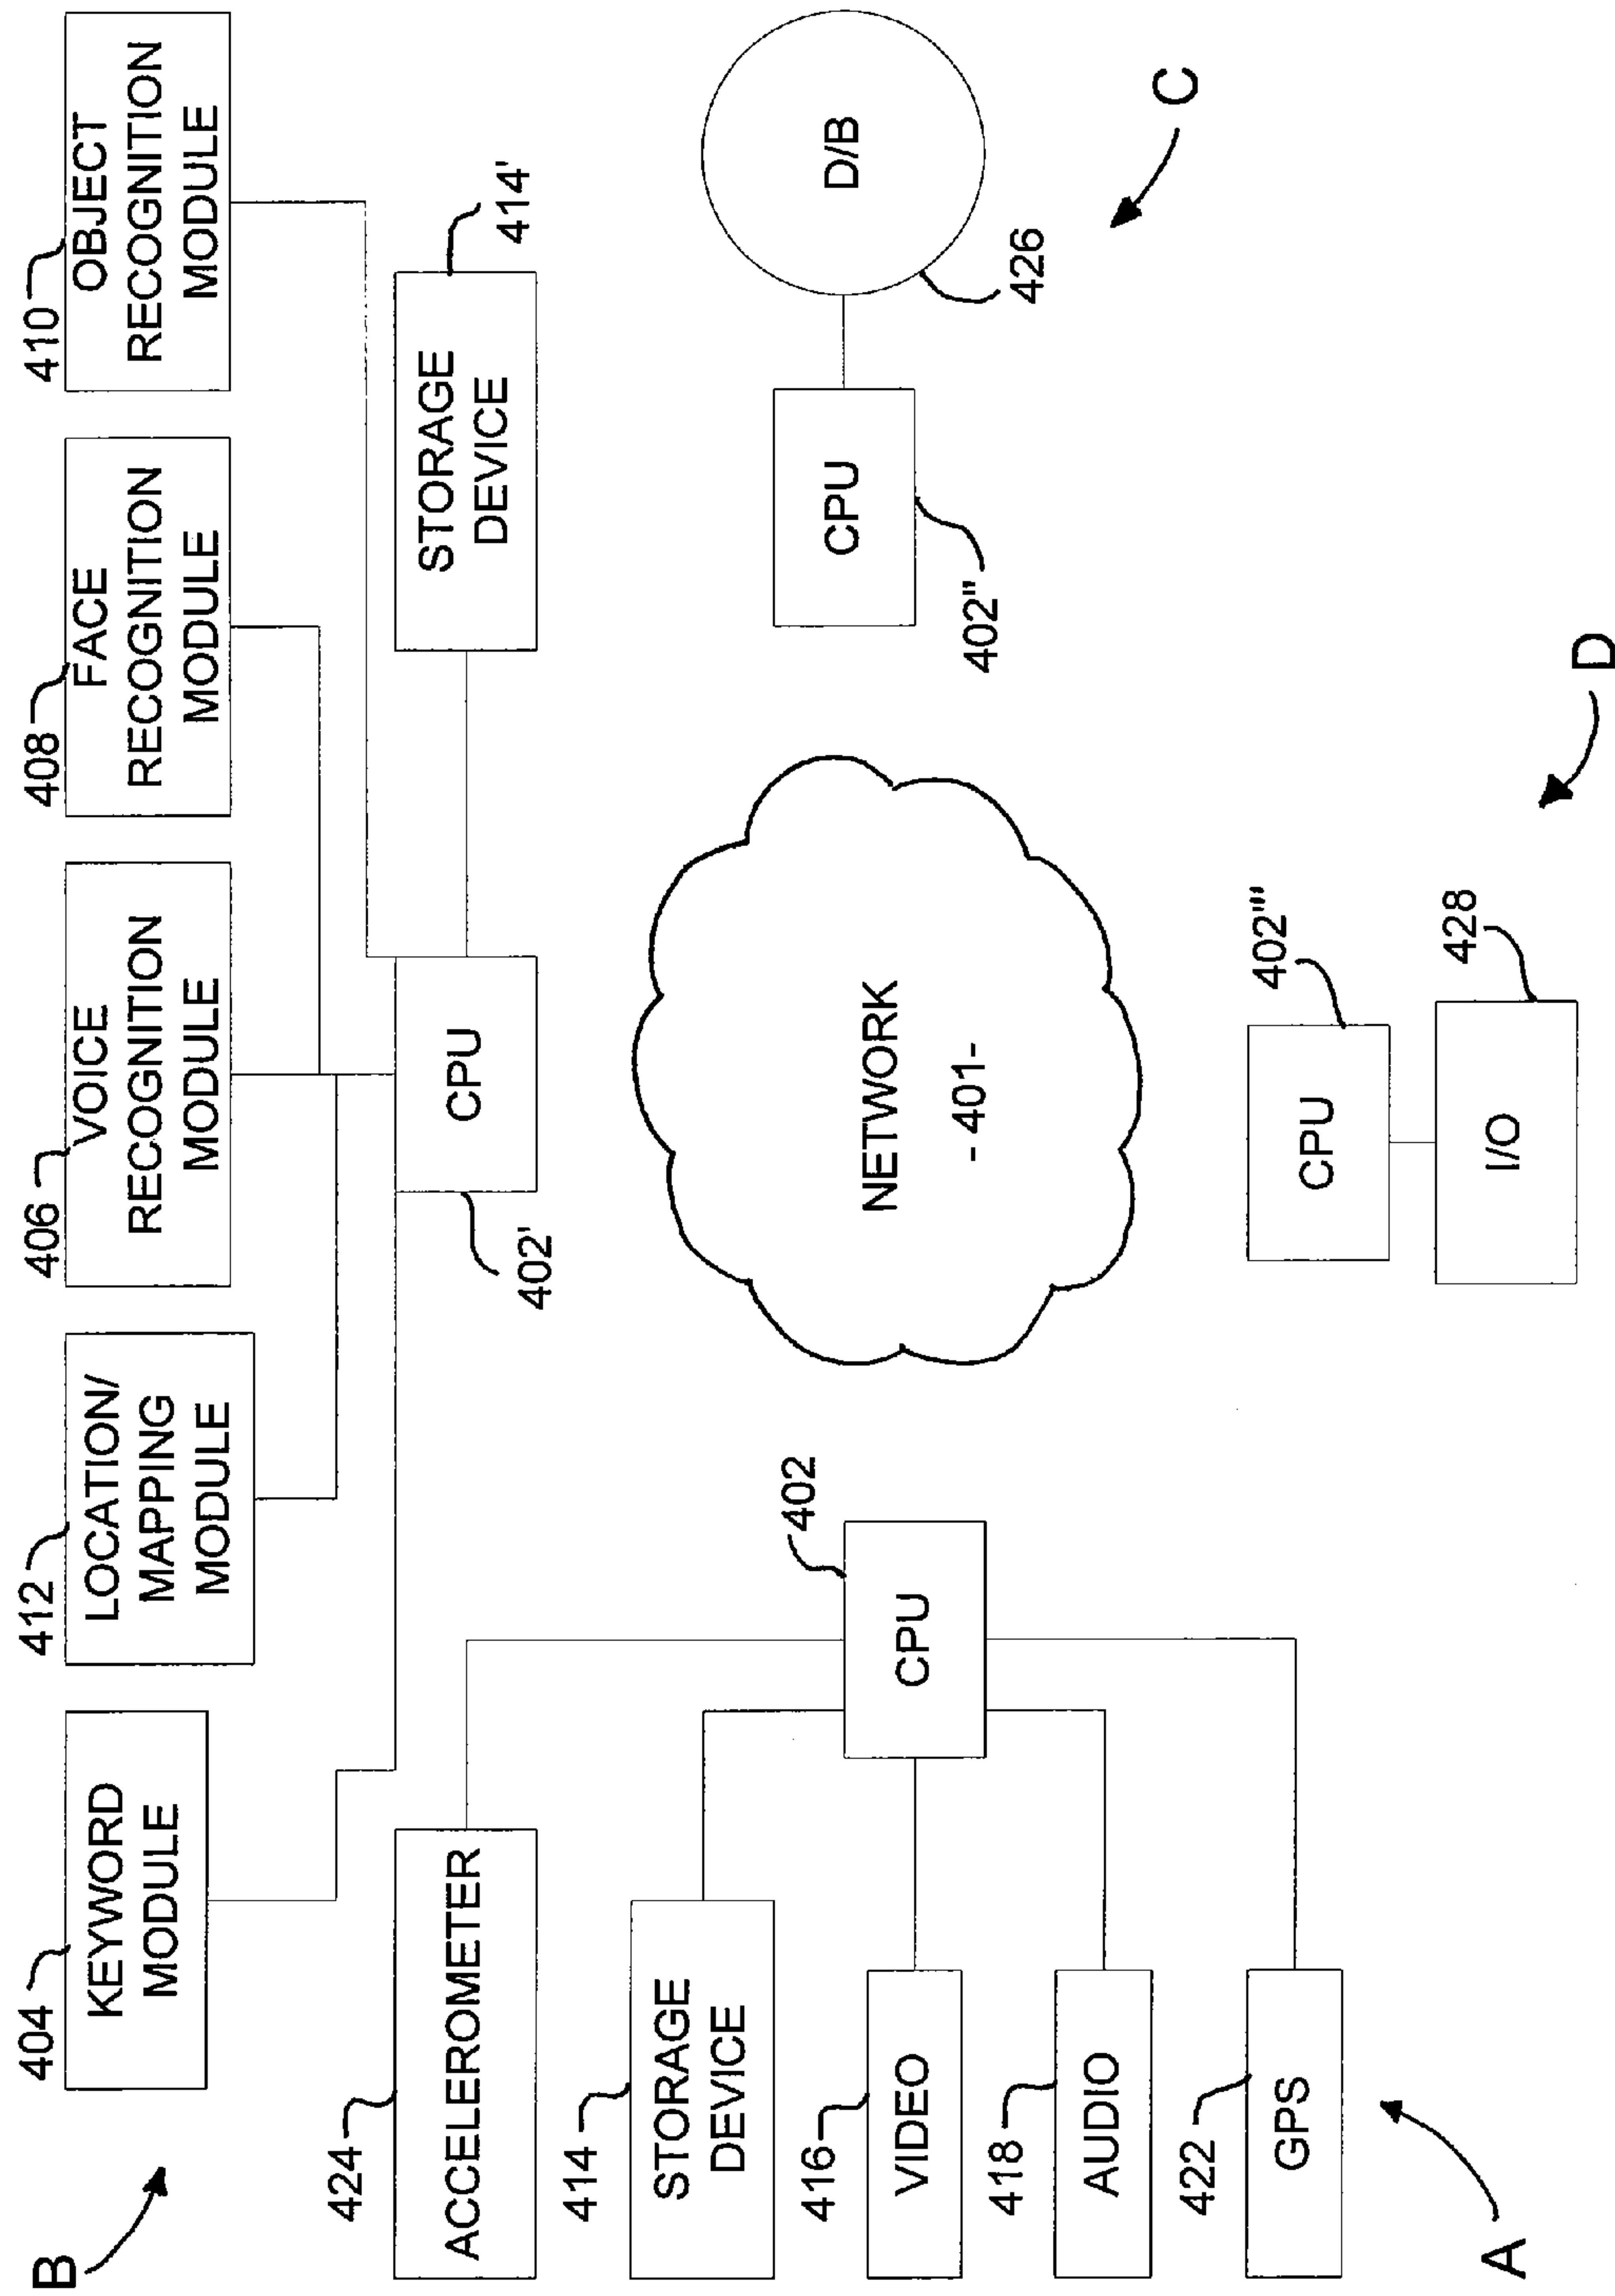 B
404
KEYWORD
MODULE
412
LOCATION/
MAPPING
MODULE
406
VOICE
RECOGNITION
MODULE
408
FACE
RECOGNITION
MODULE
410
OBJECT
RECOGNITION
MODULE
424
ACCELEROMETER
402'
CPU
STORAGE
DEVICE
414'
414
STORAGE
DEVICE
416
VIDEO
418
AUDIO
422
GPS
A
402
CPU
NETWORK
- 401-
402"
CPU
D/B
426
C
402'"
CPU
428
I/O
D